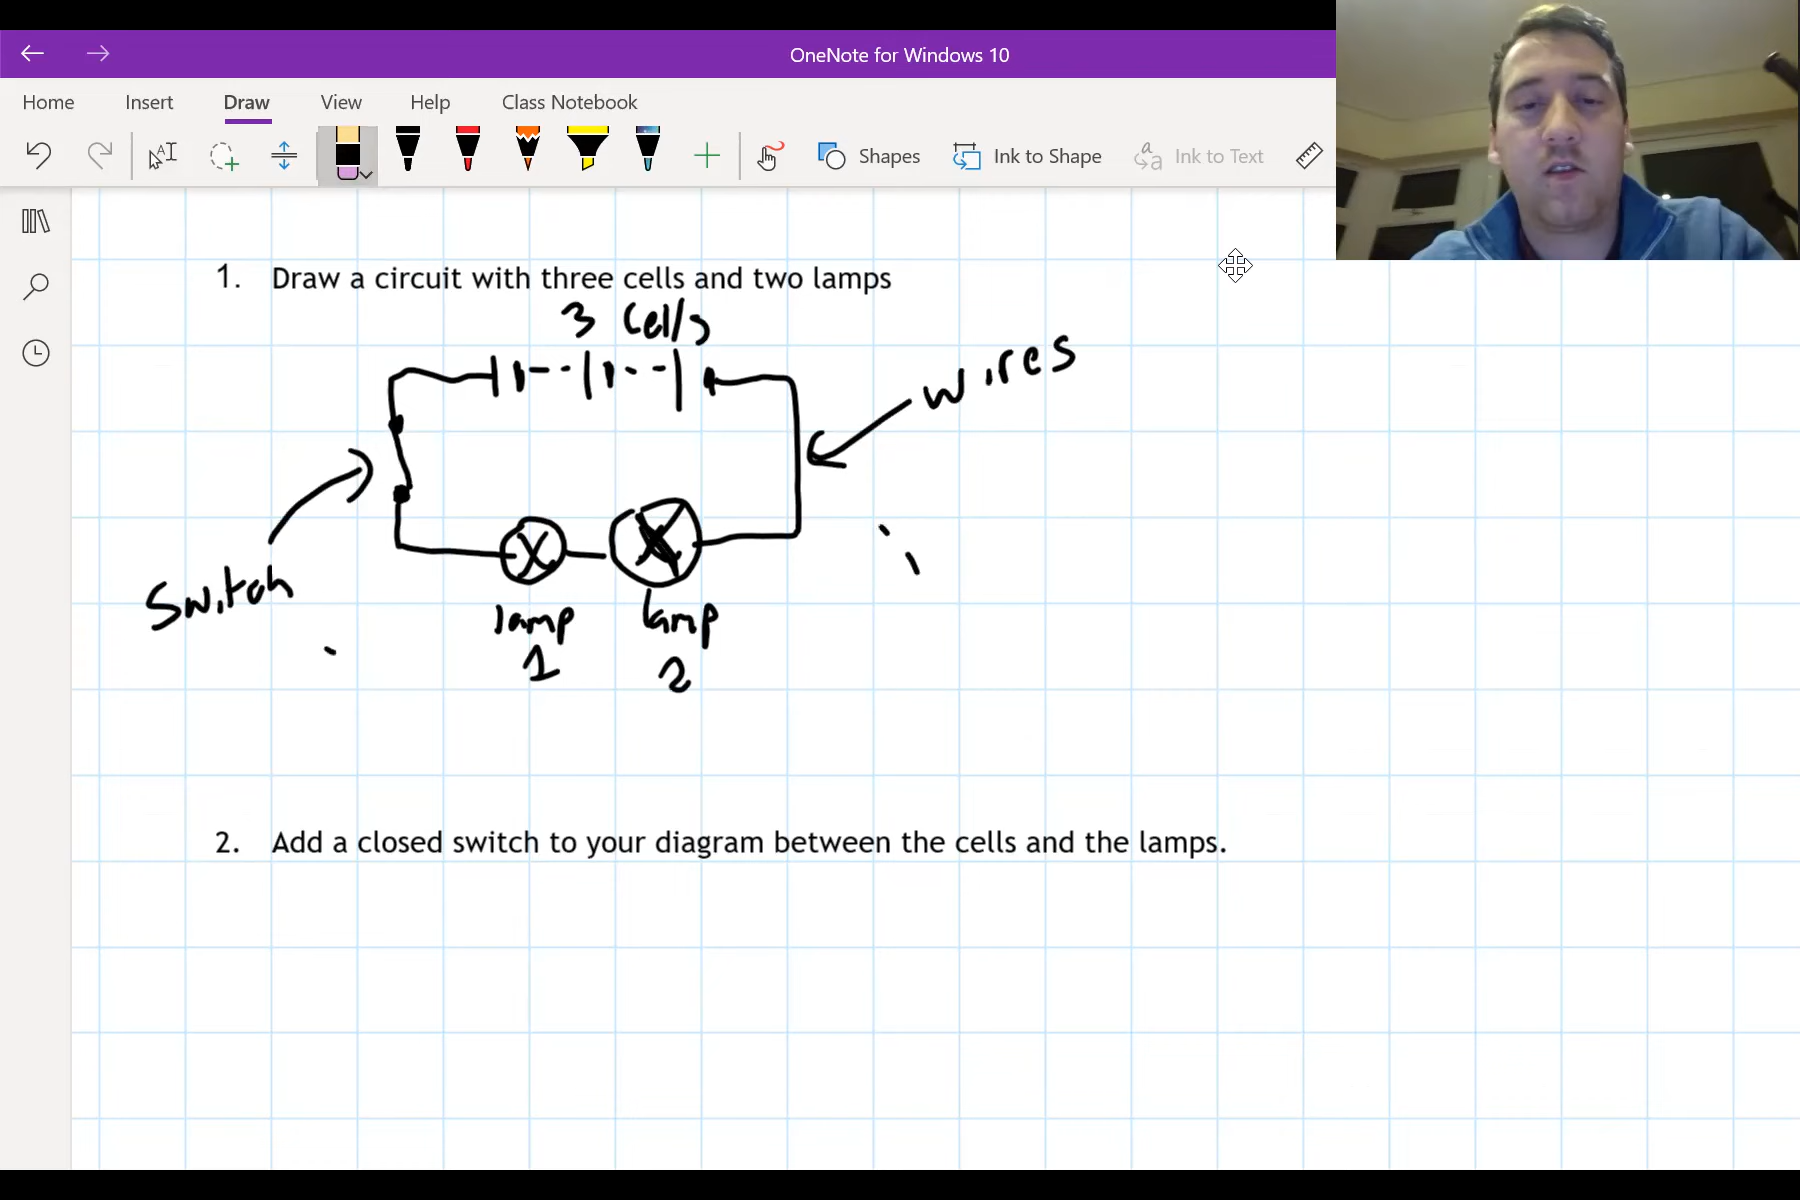 OneNote for Windows 10
Home Insert Draw View Help Class Notebook
Shapes Ink to Shape Ink to Text
1. Draw a circuit with three cells and two lamps
3 Cells
wires
Switch
lamp
1
lamp
2
2. Add a closed switch to your diagram between the cells and the lamps.